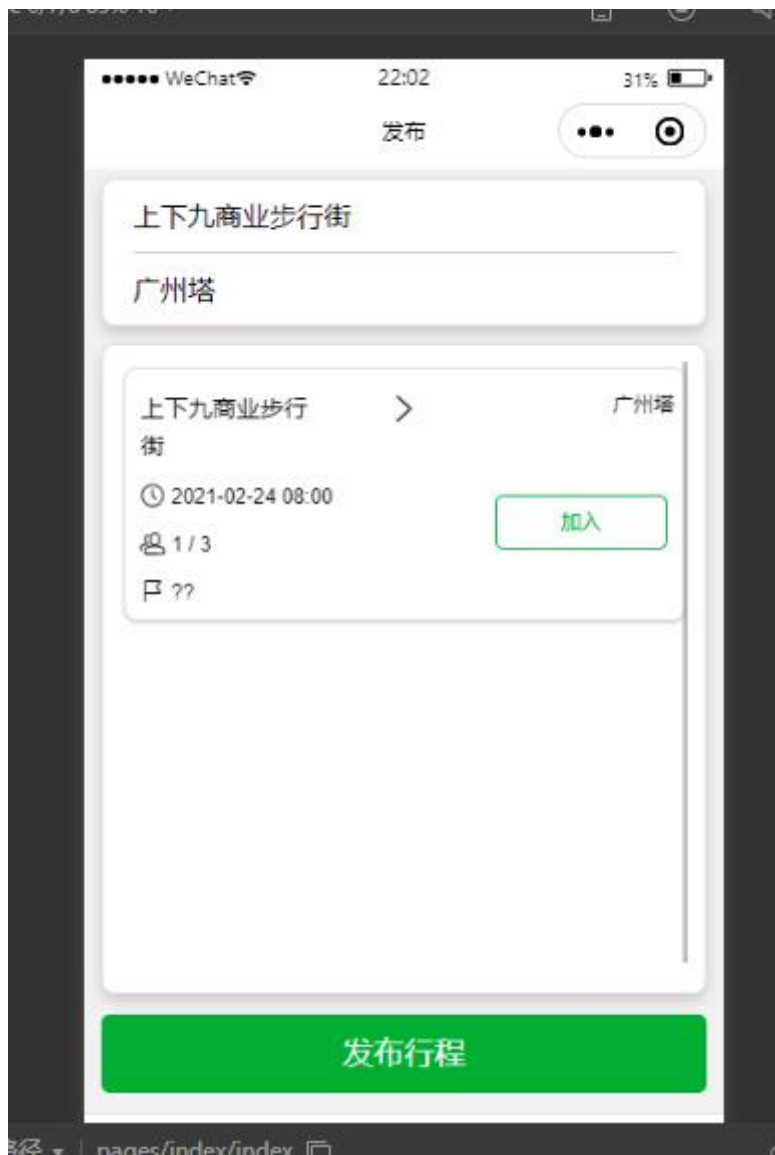 WeChat 22:02 31%
发布
上下九商业步行街
广州塔
上下九商业步行 广州塔
街
2021-02-24 08:00
加入
1 / 3
??
发布行程
pages/index/index